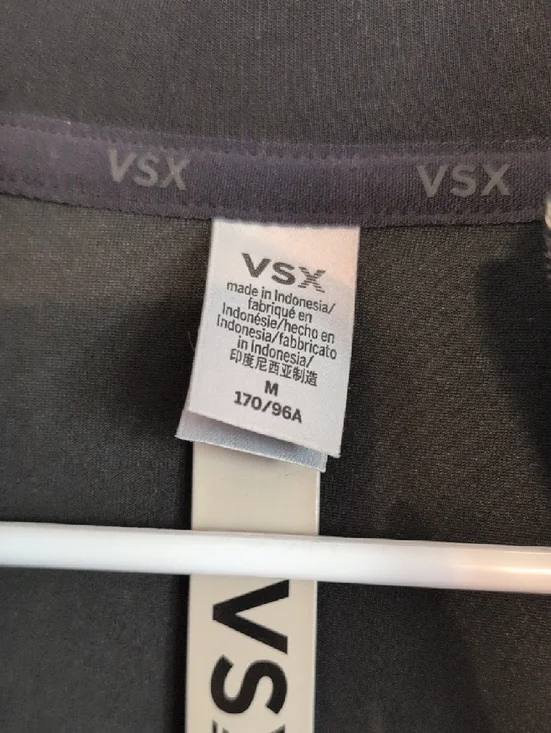 VSX VSX
VSX
made in Indonesia/
fabriqué en
Indonésie/hecho en
Indonesia/fabbricato
in Indonesia/
印度尼西亚制造
M
170/96A
VSX